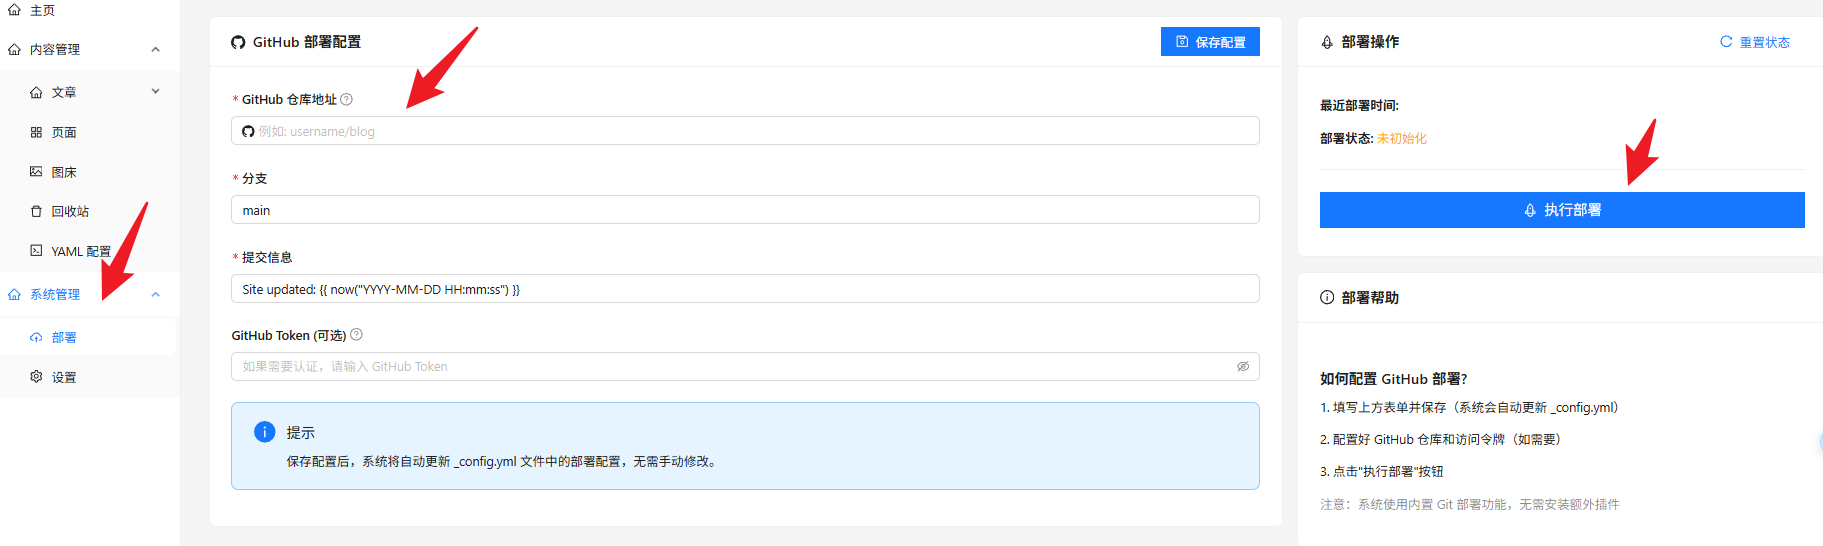 主页
内容管理
文章
页面
图床
回收站
YAML 配置
系统管理
部署
设置
GitHub 部署配置
保存配置
* GitHub 仓库地址
例如: username/blog
* 分支
main
* 提交信息
Site updated: {{ now("YYYY-MM-DD HH:mm:ss") }}
GitHub Token (可选)
如果需要认证，请输入 GitHub Token
提示
保存配置后，系统将自动更新 _config.yml 文件中的部署配置，无需手动修改。
部署操作
重置状态
最近部署时间:
部署状态: 未初始化
执行部署
部署帮助
如何配置 GitHub 部署?
1. 填写上方表单并保存（系统会自动更新 _config.yml）
2. 配置好 GitHub 仓库和访问令牌（如需要）
3. 点击"执行部署"按钮
注意：系统使用内置 Git 部署功能，无需安装额外插件